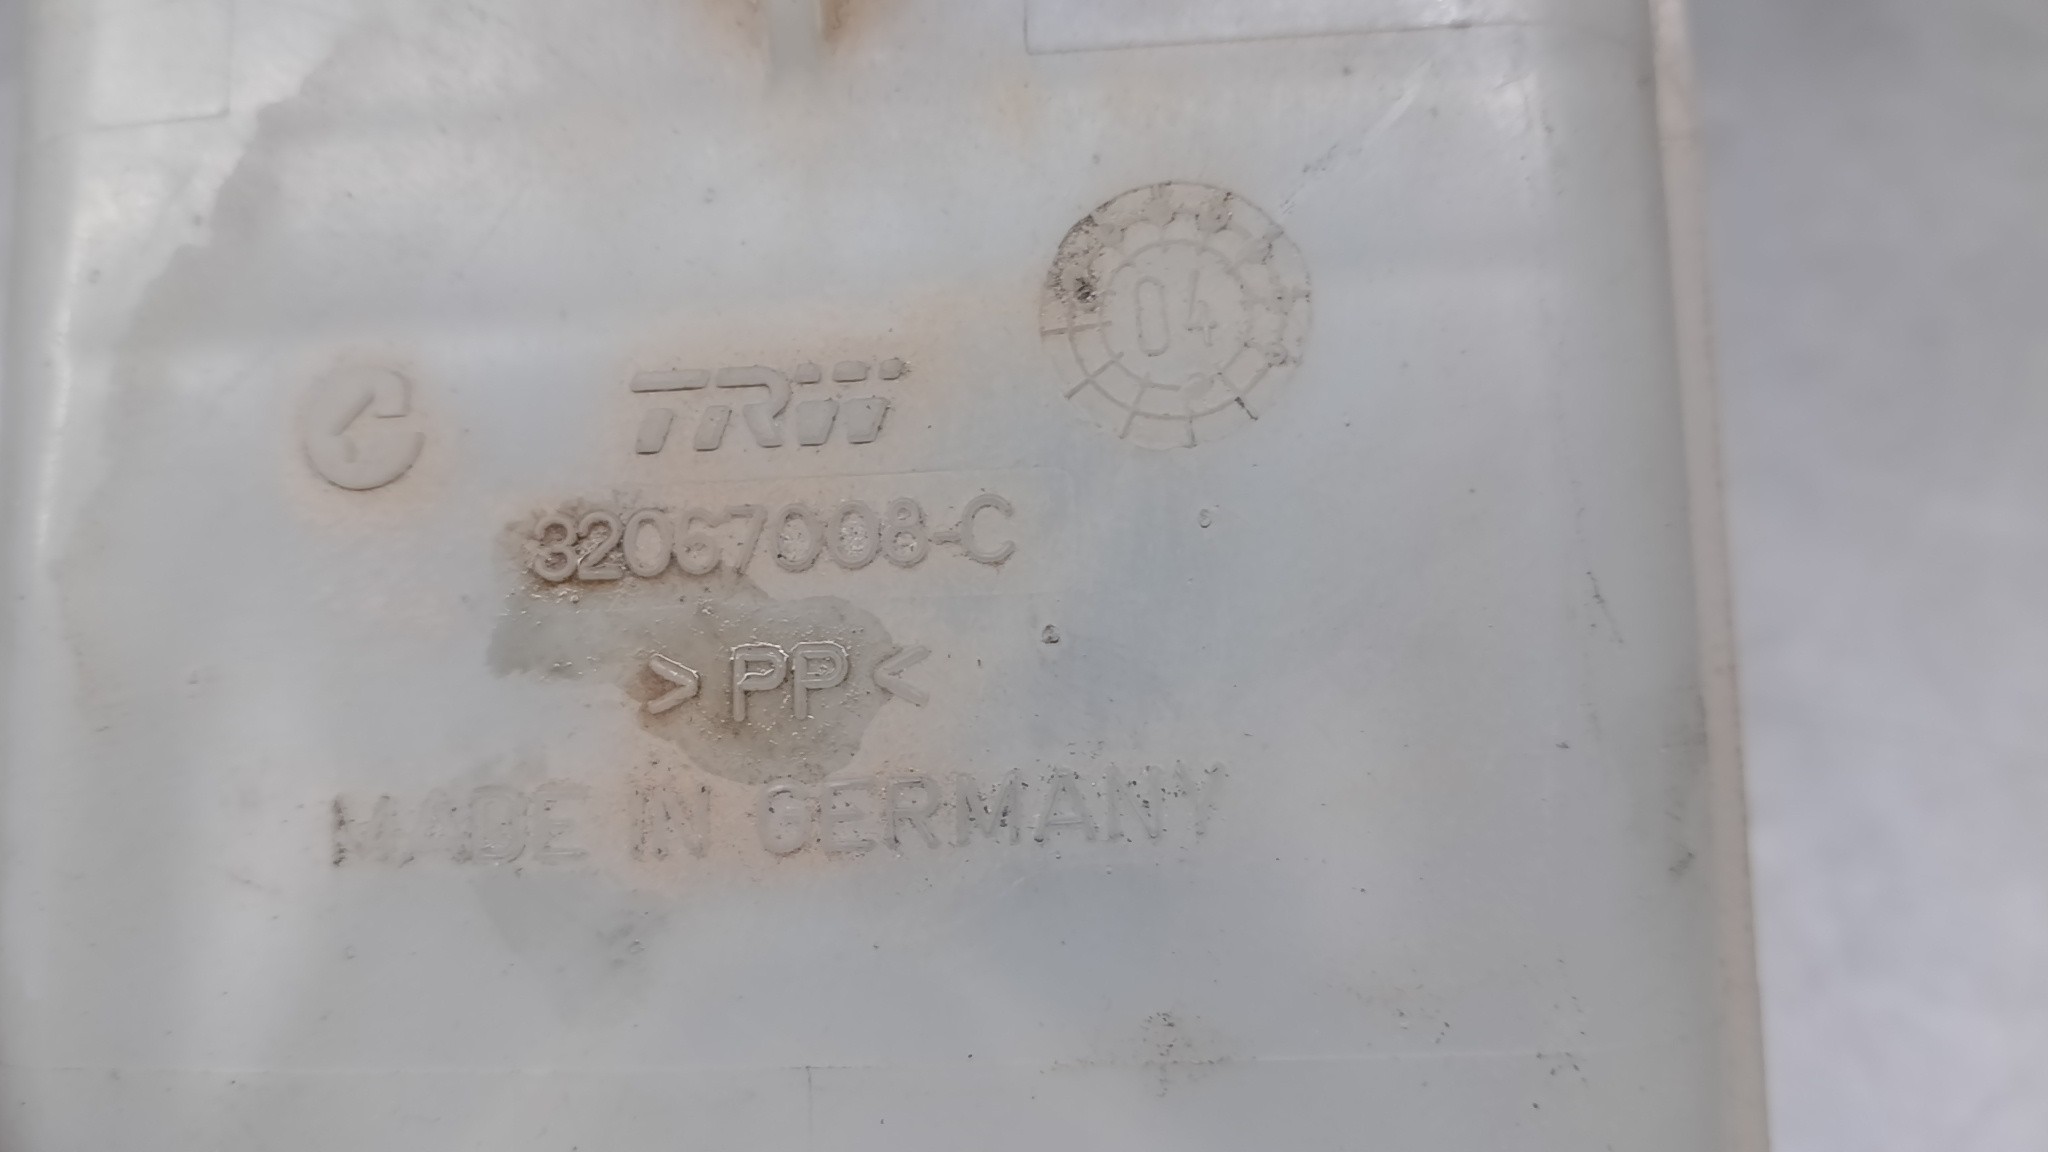 04
TRW
32067008-C
>PP<
MADE IN GERMANY